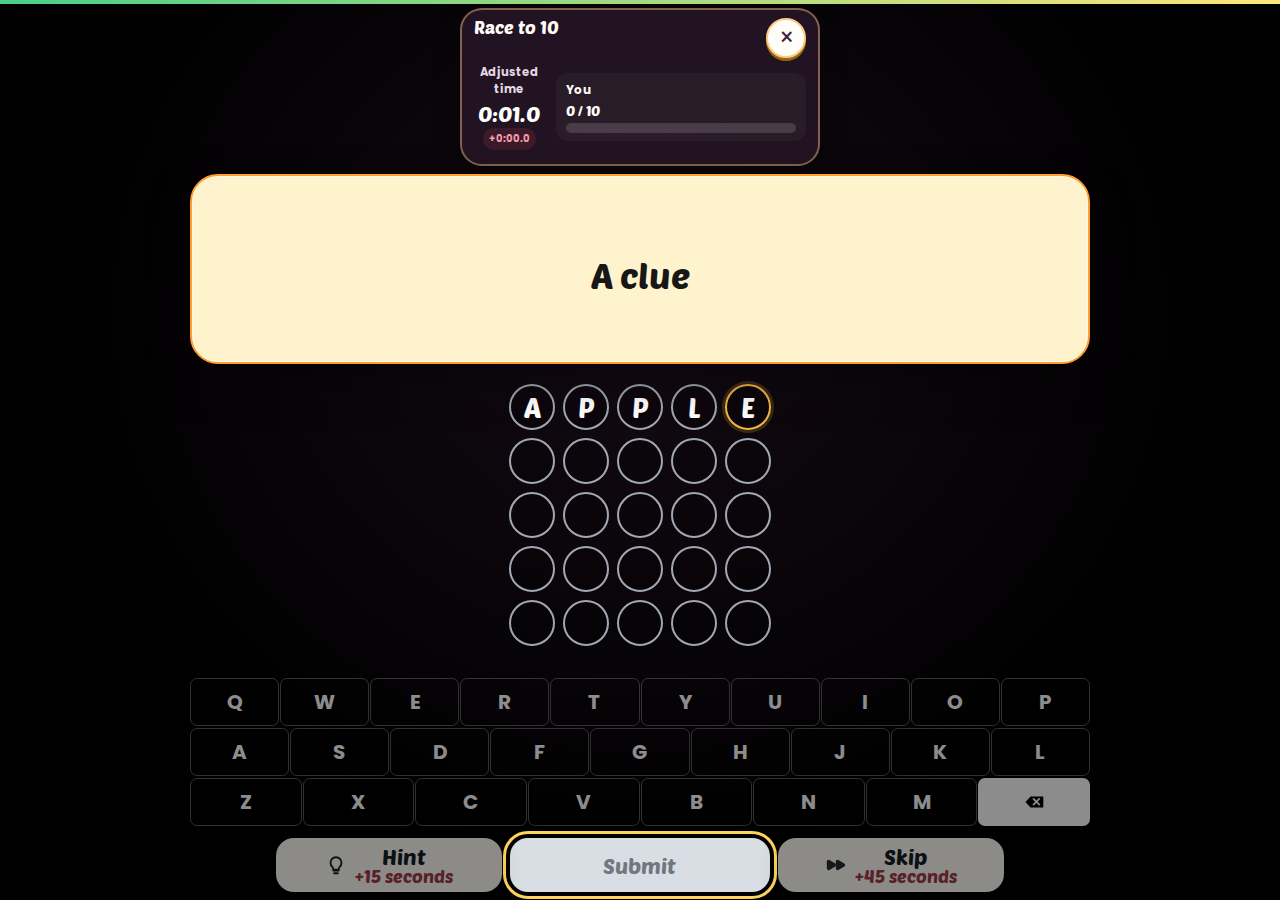 Race to 10
×
Adjusted
time
0:01.0
+0:00.0
You
0 / 10
A clue
A P P L E
Q W E R T Y U I O P
A S D F G H J K L
Z X C V B N M
Hint
+15 seconds
Submit
Skip
+45 seconds